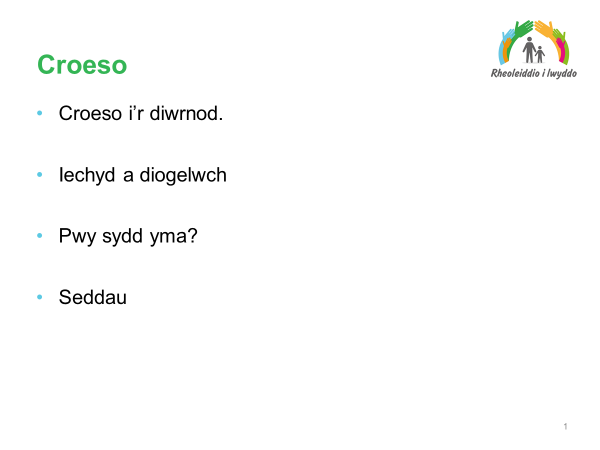 Rheoleiddio i lwyddo
Croeso
• Croeso i’r diwrnod.
• Iechyd a diogelwch
• Pwy sydd yma?
• Seddau
1